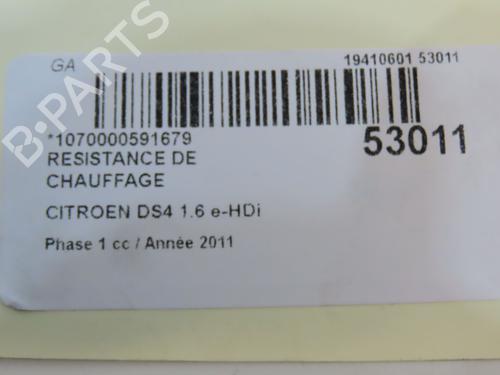 GA
19410601 53011
*1070000591679
53011
RESISTANCE DE
CHAUFFAGE
CITROEN DS4 1.6 e-HDi
Phase 1 cc / Année 2011
B-PARTS